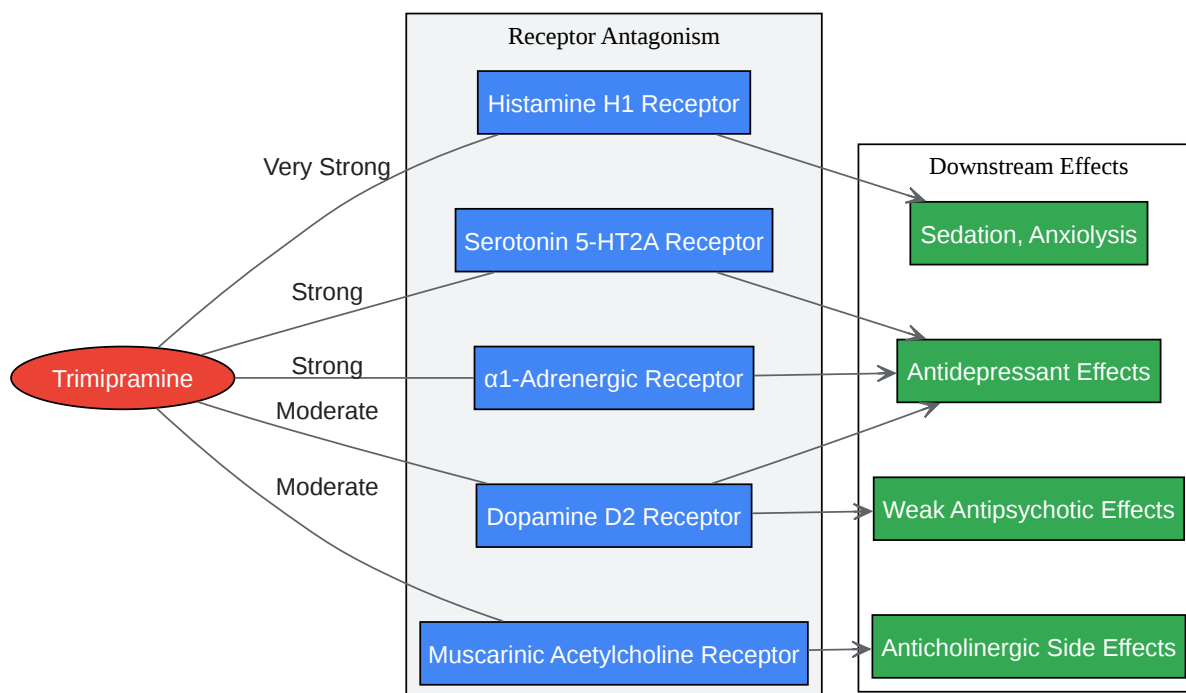 Receptor Antagonism
Histamine H1 Receptor
Very Strong
Downstream Effects
Sedation, Anxiolysis
Serotonin 5-HT2A Receptor
Strong
Trimipramine
Strong
α1-Adrenergic Receptor
Antidepressant Effects
Moderate
Moderate
Dopamine D2 Receptor
Weak Antipsychotic Effects
Muscarinic Acetylcholine Receptor
Anticholinergic Side Effects